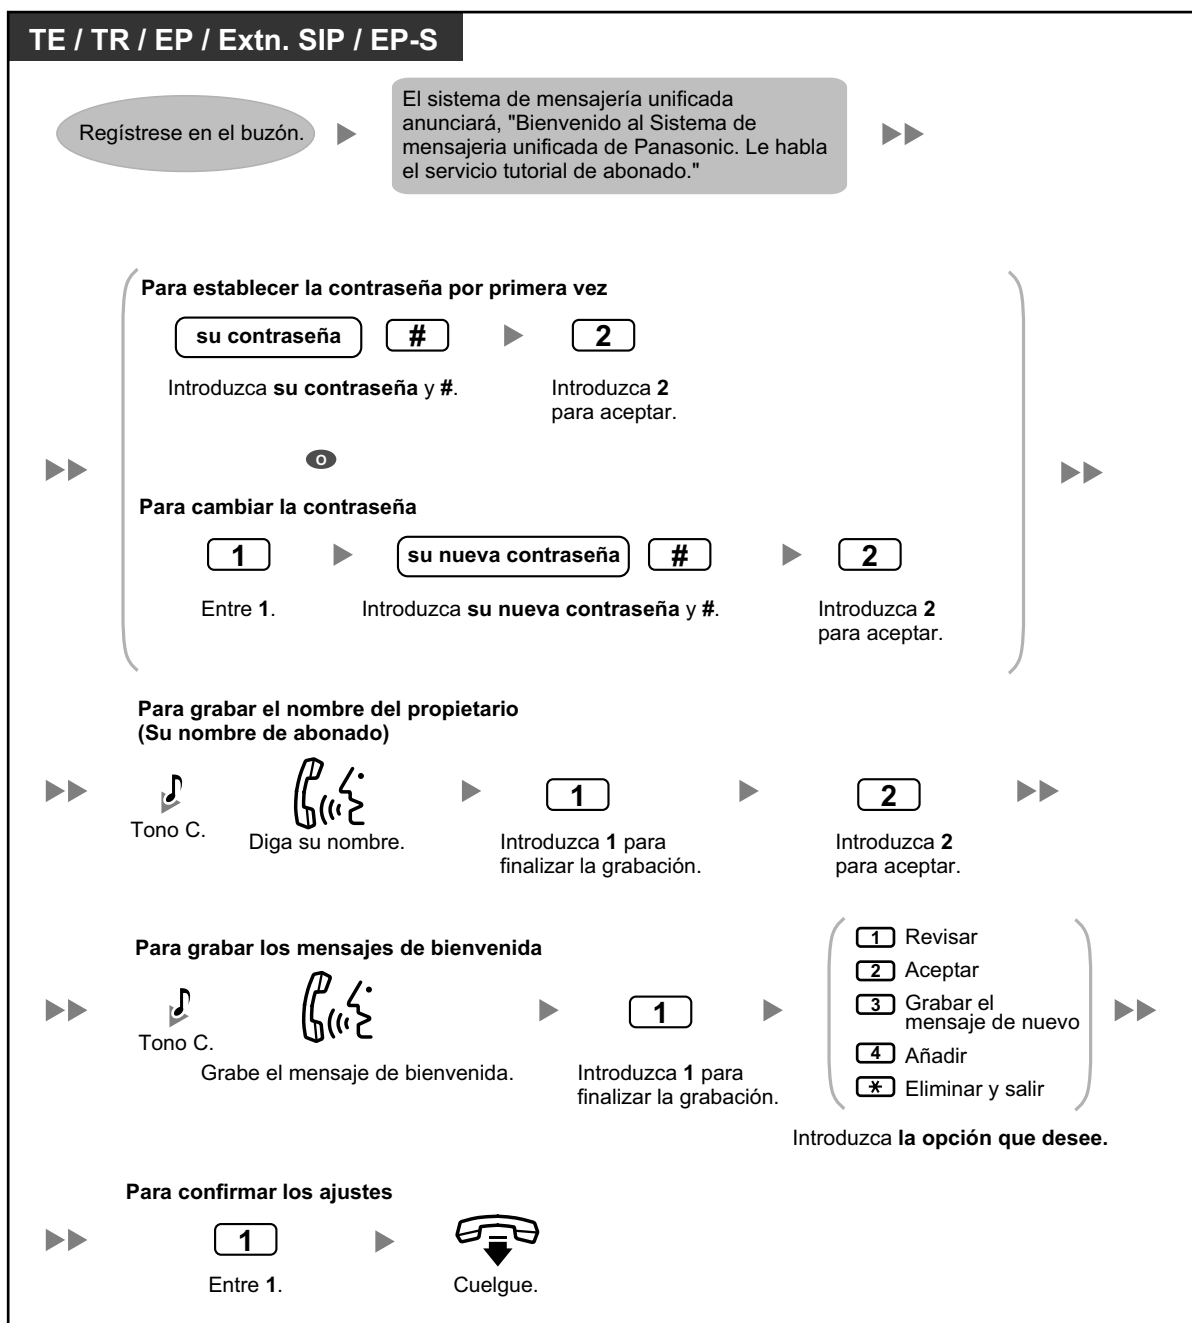 TE / TR / EP / Extn. SIP / EP-S
Regístrese en el buzón.
El sistema de mensajería unificada
anunciará, "Bienvenido al Sistema de
mensajeria unificada de Panasonic. Le habla
el servicio tutorial de abonado."
Para establecer la contraseña por primera vez
su contraseña # 2
Introduzca su contraseña y #.
Introduzca 2
para aceptar.
O
Para cambiar la contraseña
1 su nueva contraseña # 2
Entre 1.
Introduzca su nueva contraseña y #.
Introduzca 2
para aceptar.
Para grabar el nombre del propietario
(Su nombre de abonado)
1 2
Tono C.
Diga su nombre.
Introduzca 1 para
finalizar la grabación.
Introduzca 2
para aceptar.
Para grabar los mensajes de bienvenida
Tono C.
Grabe el mensaje de bienvenida.
1
Introduzca 1 para
finalizar la grabación.
1 Revisar
2 Aceptar
3 Grabar el
mensaje de nuevo
4 Añadir
* Eliminar y salir
Introduzca la opción que desee.
Para confirmar los ajustes
1
Entre 1.
Cuelgue.